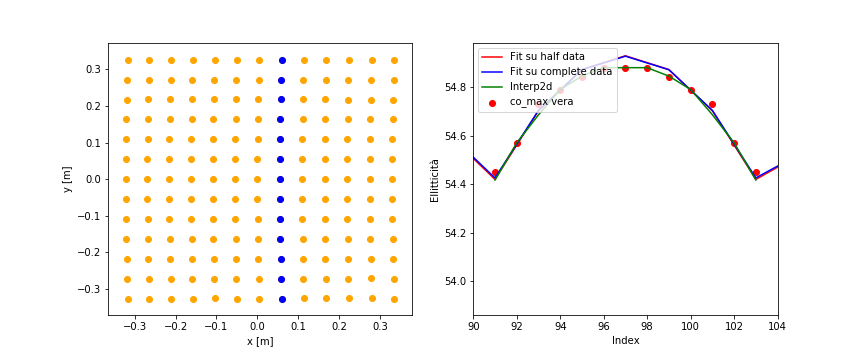 0.3
0.2
0.1
0.0
−0.1
−0.2
−0.3
y [m]
−0.3 −0.2 −0.1 0.0 0.1 0.2 0.3
x [m]
54.8
54.6
54.4
54.2
54.0
Ellitticità
Fit su half data
Fit su complete data
Interp2d
co_max vera
90 92 94 96 98 100 102 104
Index